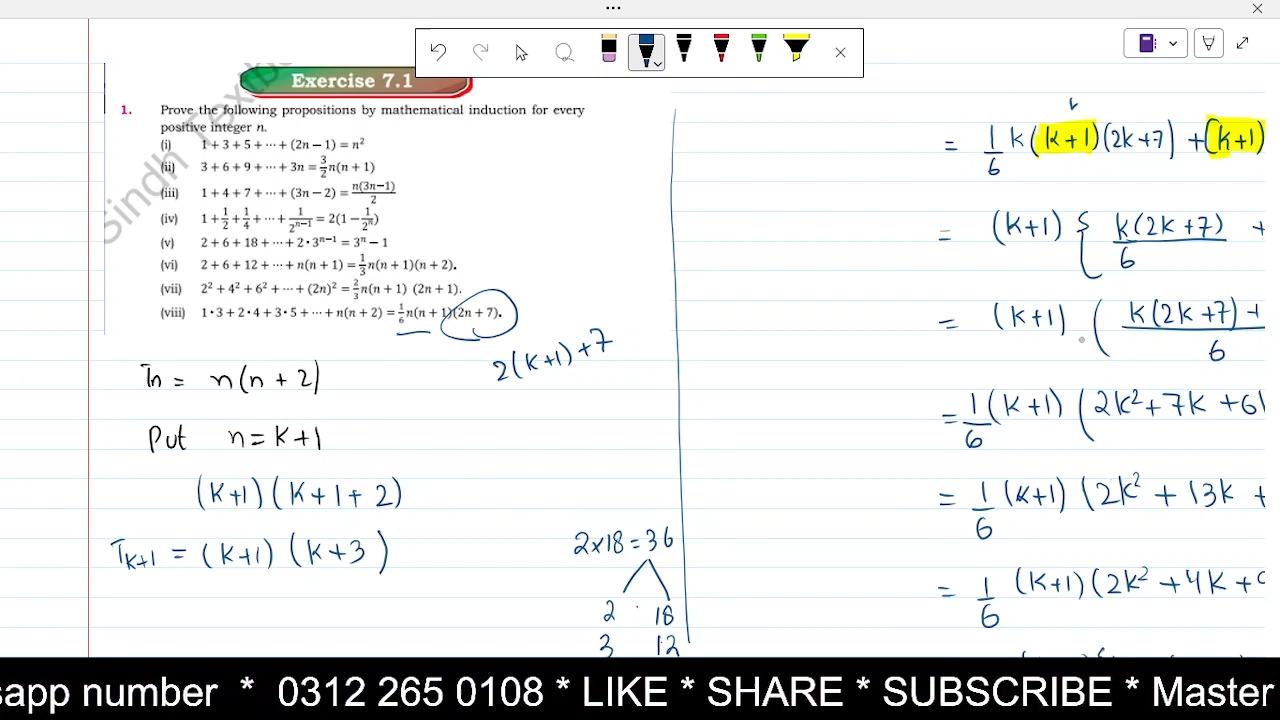 Exercise 7.1
1. Prove the following propositions by mathematical induction for every
positive integer n.
(i) 1 + 3 + 5 + ⋯ + (2n − 1) = n²
(ii) 3 + 6 + 9 + ⋯ + 3n = 3/2 n(n + 1)
(iii) 1 + 4 + 7 + ⋯ + (3n − 2) = n(3n−1)/2
(iv) 1 + 1/2 + 1/4 + ⋯ + 1/2ⁿ⁻¹ = 2(1 − 1/2ⁿ)
(v) 2 + 6 + 18 + ⋯ + 2·3ⁿ⁻¹ = 3ⁿ − 1
(vi) 2 + 6 + 12 + ⋯ + n(n + 1) = 1/3 n(n + 1)(n + 2).
(vii) 2² + 4² + 6² + ⋯ + (2n)² = 2/3 n(n + 1) (2n + 1).
(viii) 1·3 + 2·4 + 3·5 + ⋯ + n(n + 2) = 1/6 n(n + 1)(2n + 7).
Sindh
2(k+1)+7
Tn = n(n + 2)
Put n = k+1
(k+1)(k+1+2)
Tk+1 = (k+1) (k+3)
2×18 = 36
2 18
3 12
= 1/6 k(k+1)(2k+7) + (k+1)
= (k+1) { k(2k+7)/6 +
= (k+1) ( k(2k+7)+ / 6
= 1/6 (k+1) (2k²+7k+6
= 1/6 (k+1) (2k² + 13k +
= 1/6 (k+1)(2k² + 4k +
sapp number * 0312 265 0108 * LIKE * SHARE * SUBSCRIBE * Master